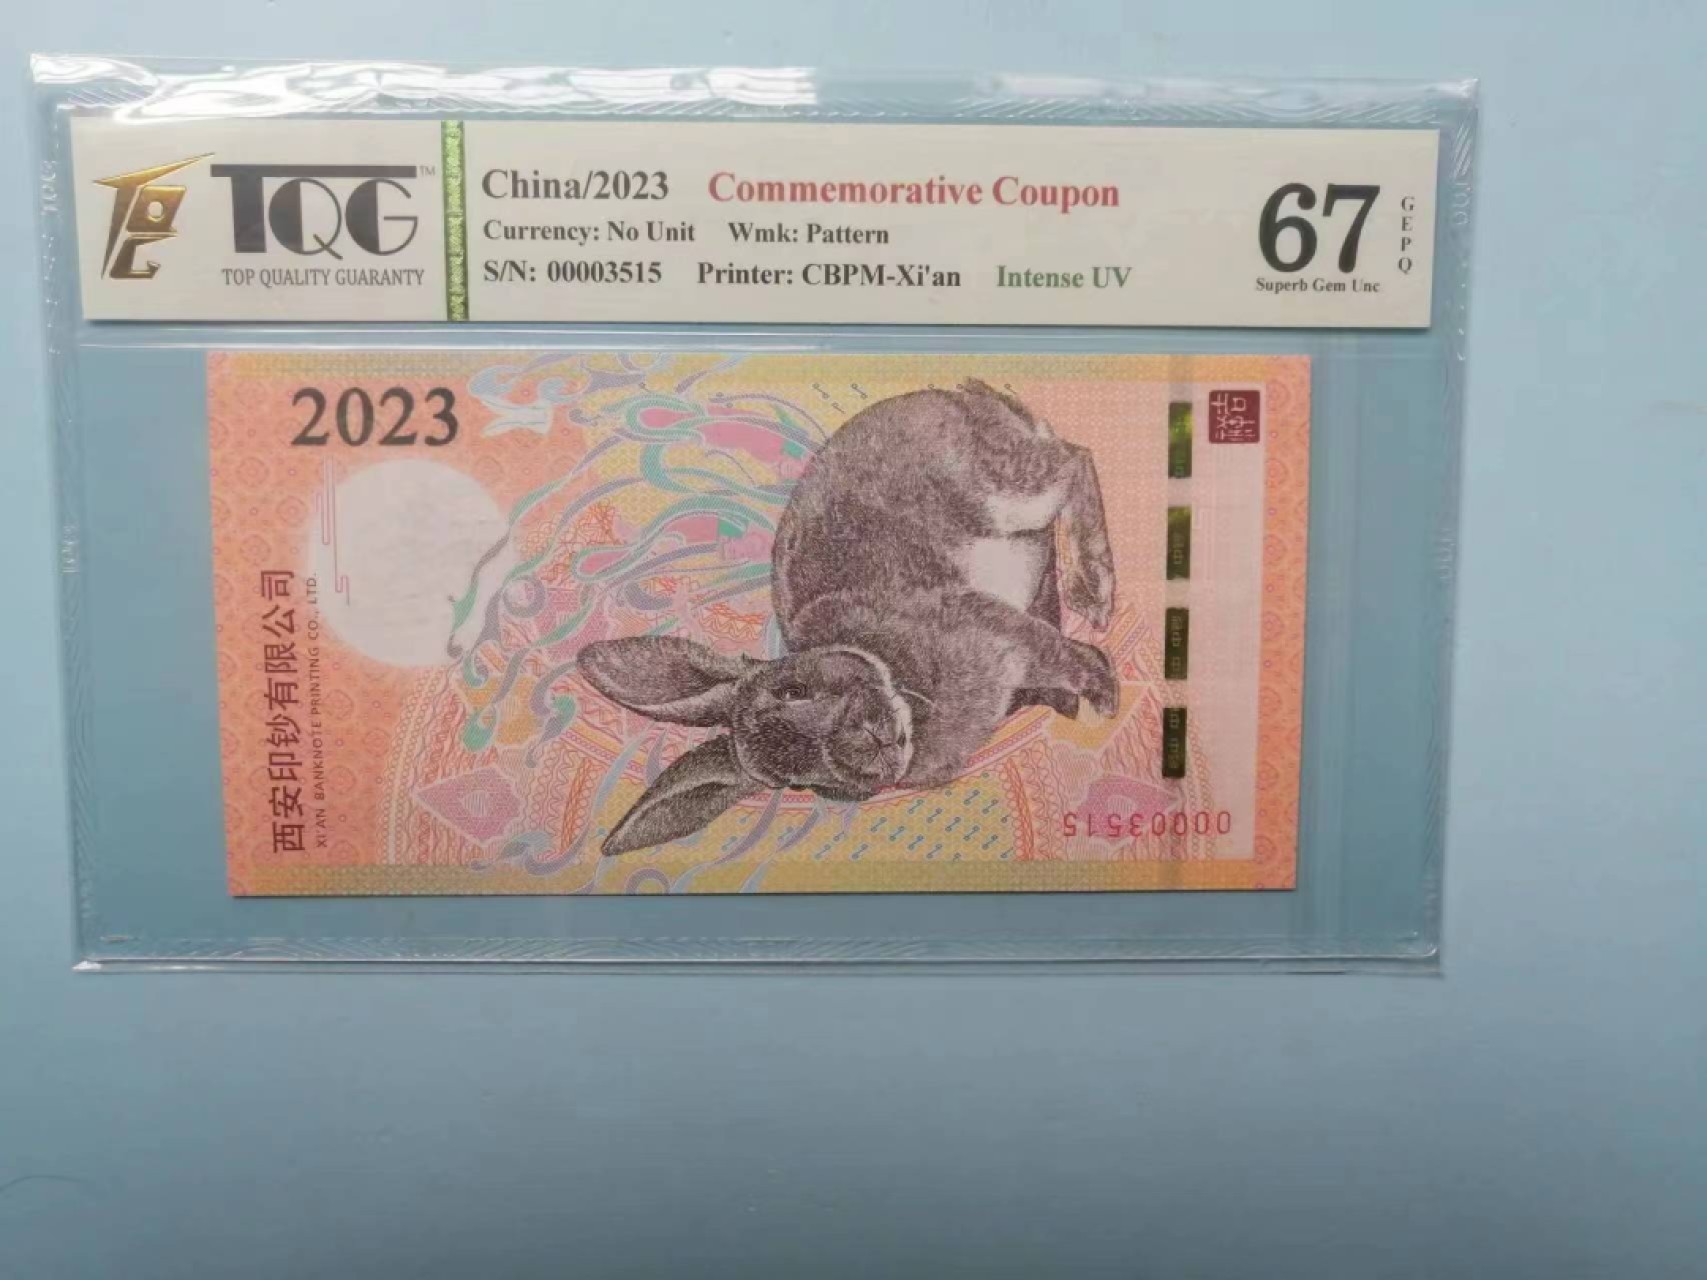 TQG™
TOP QUALITY GUARANTY
China/2023 Commemorative Coupon
Currency: No Unit Wmk: Pattern
S/N: 00003515 Printer: CBPM-Xi'an Intense UV
67
Superb Gem Unc
GEPQ
2023
西安印钞有限公司
XI'AN BANKNOTE PRINTING CO., LTD.
00003515